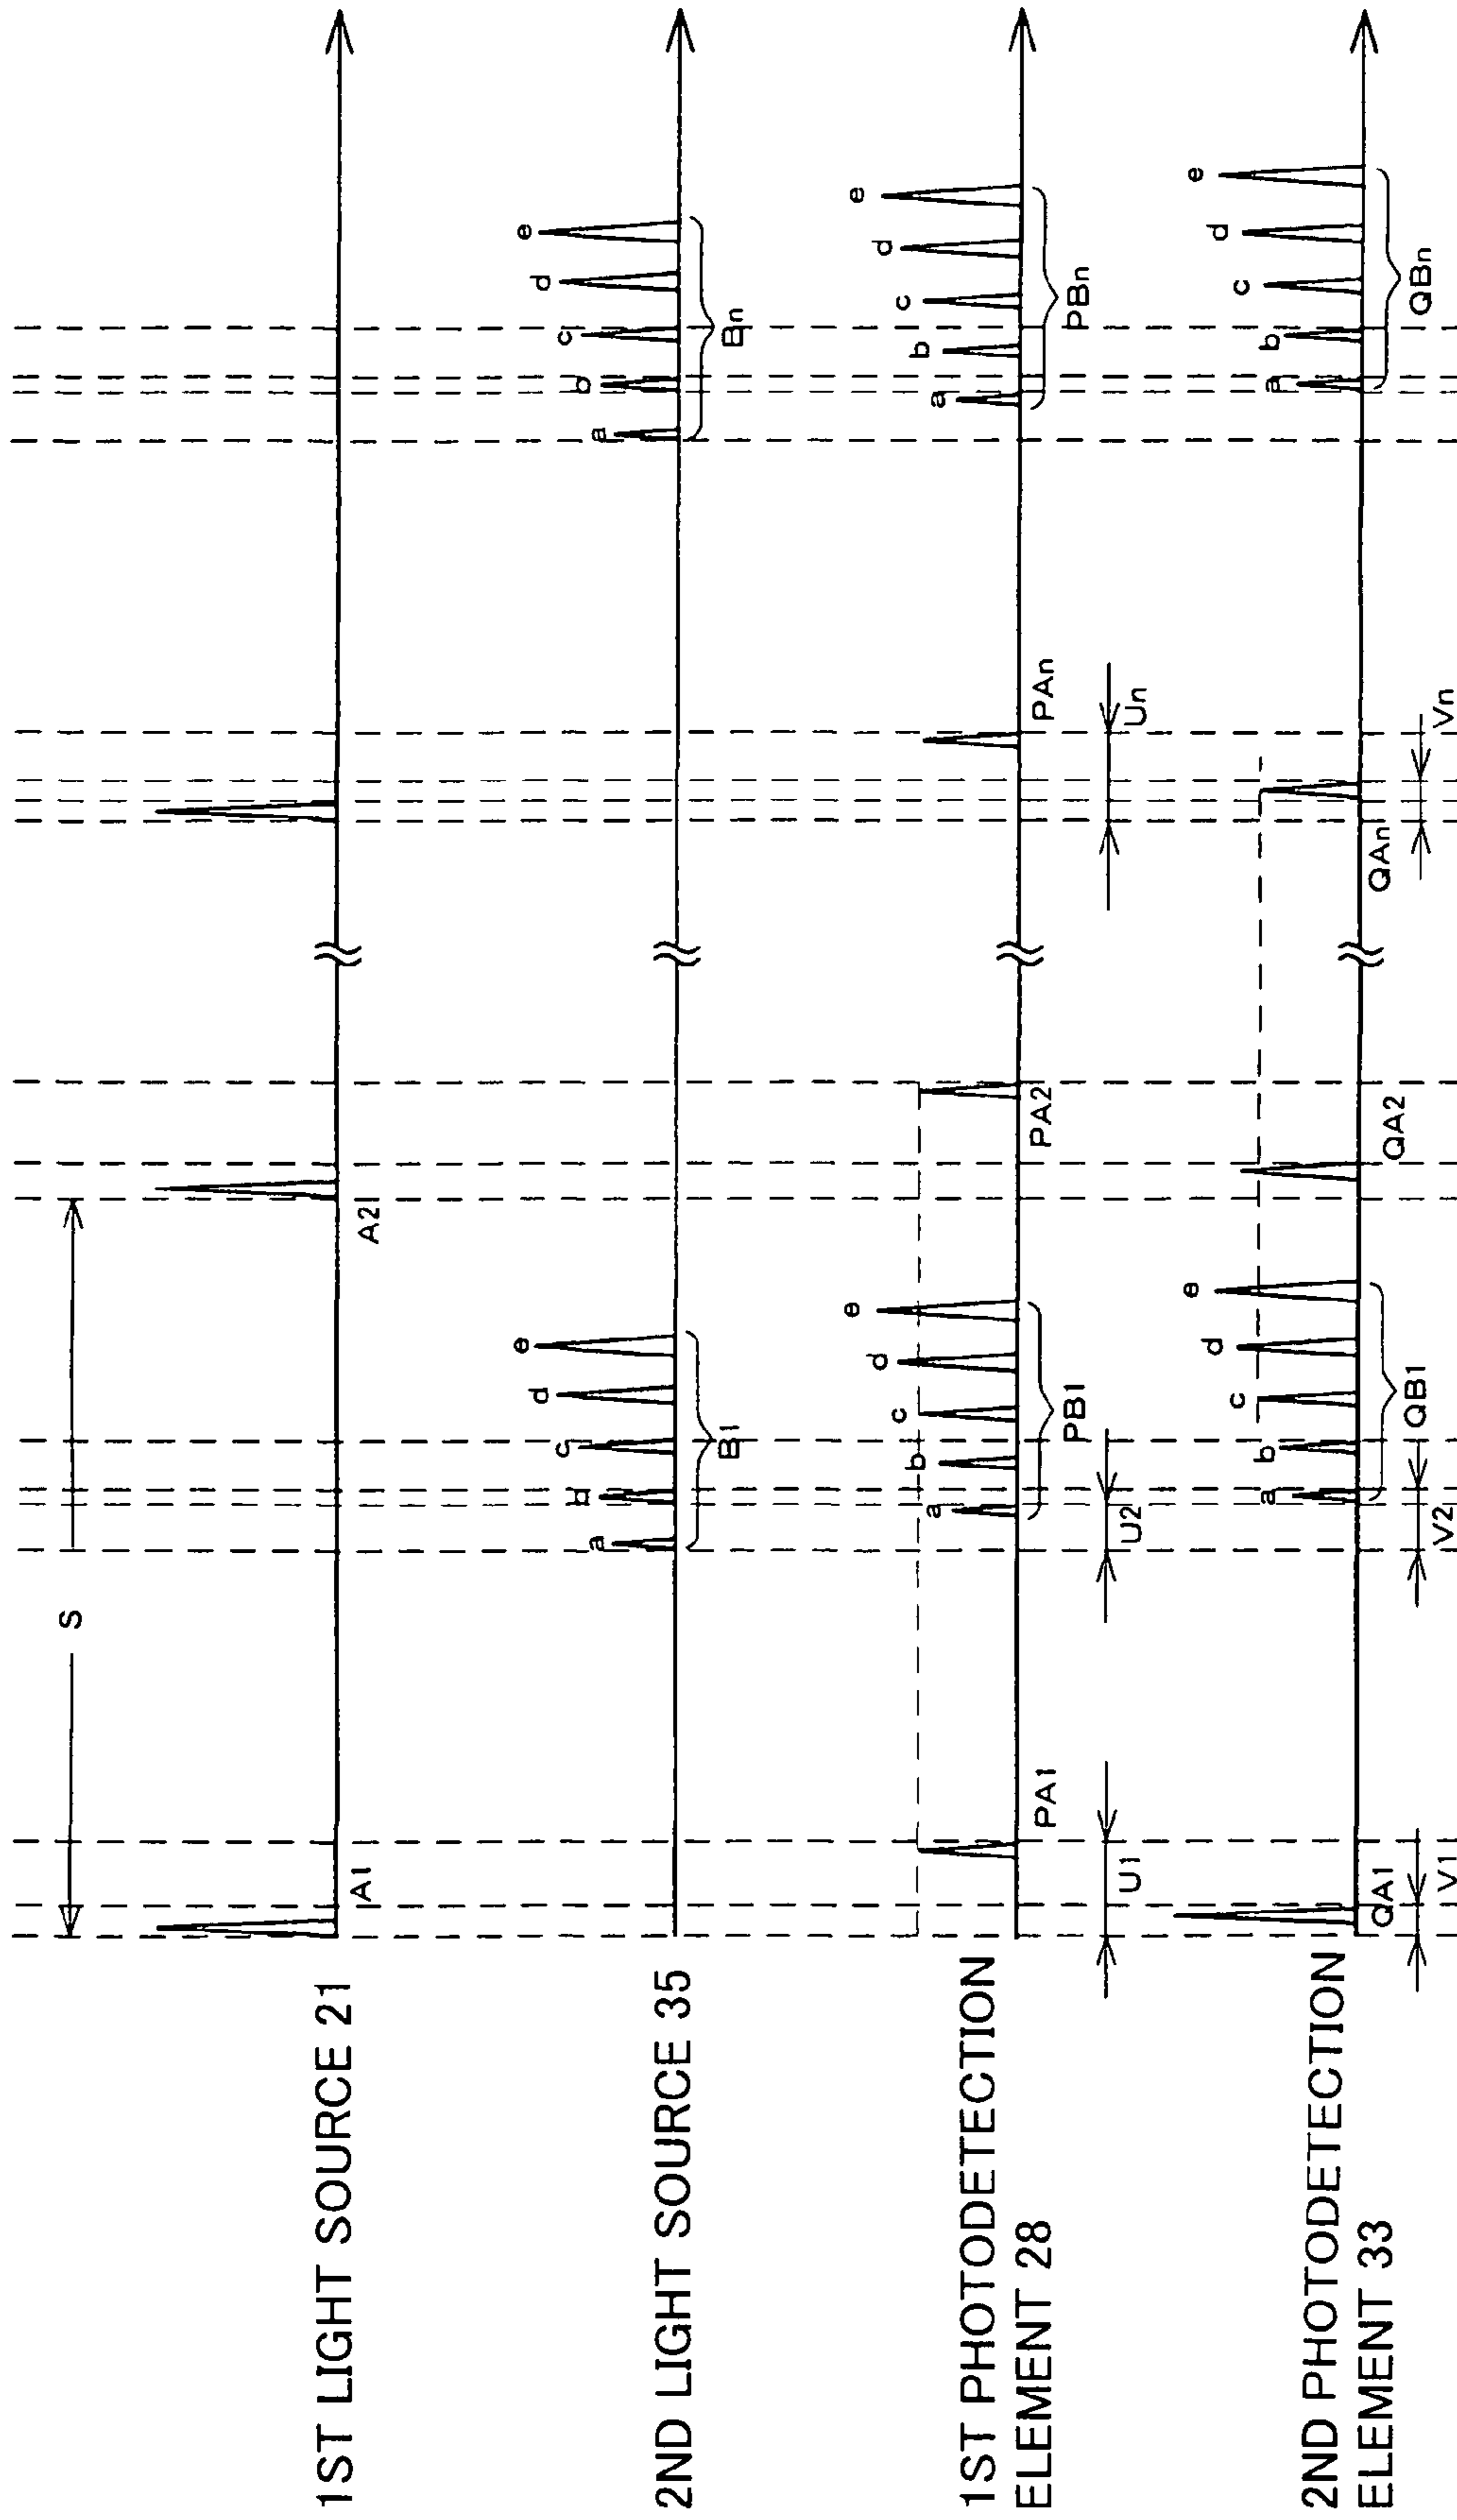 S
1ST LIGHT SOURCE 21
A1
A2
2ND LIGHT SOURCE 35
a b c d e
B1
a b c d e
Bn
1ST PHOTODETECTION
ELEMENT 28
PA1
a b c d e
PB1
PA2
PAn
a b c d e
PBn
U1
U2
Un
2ND PHOTODETECTION
ELEMENT 33
QA1
a b c d e
QB1
QA2
QAn
a b c d e
QBn
V1
V2
Vn